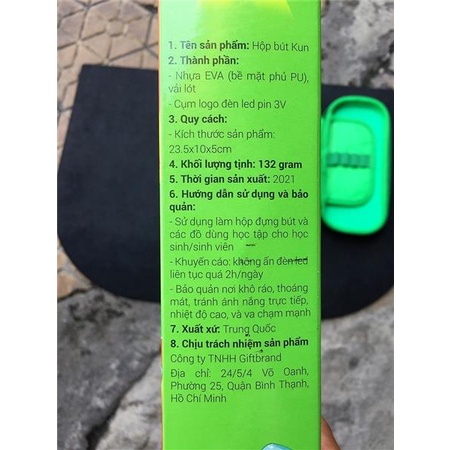 1. Tên sản phẩm: Hộp bút Kun
2. Thành phần:
- Nhựa EVA (bề mặt phủ PU),
vải lót
- Cụm logo đèn led pin 3V
3. Quy cách:
- Kích thước sản phẩm:
23.5x10x5cm
4. Khối lượng tịnh: 132 gram
5. Thời gian sản xuất: 2021
6. Hướng dẫn sử dụng và bảo
quản:
- Sử dụng làm hộp đựng bút và
các đồ dùng học tập cho học
sinh/sinh viên
- Khuyến cáo: không ấn đèn led
liên tục quá 2h/ngày
- Bảo quản nơi khô ráo, thoáng
mát, tránh ánh nắng trực tiếp,
nhiệt độ cao, và va chạm mạnh
7. Xuất xứ: Trung Quốc
8. Chịu trách nhiệm sản phẩm
Công ty TNHH Giftbrand
Địa chỉ: 24/5/4 Võ Oanh,
Phường 25, Quận Bình Thạnh,
Hồ Chí Minh